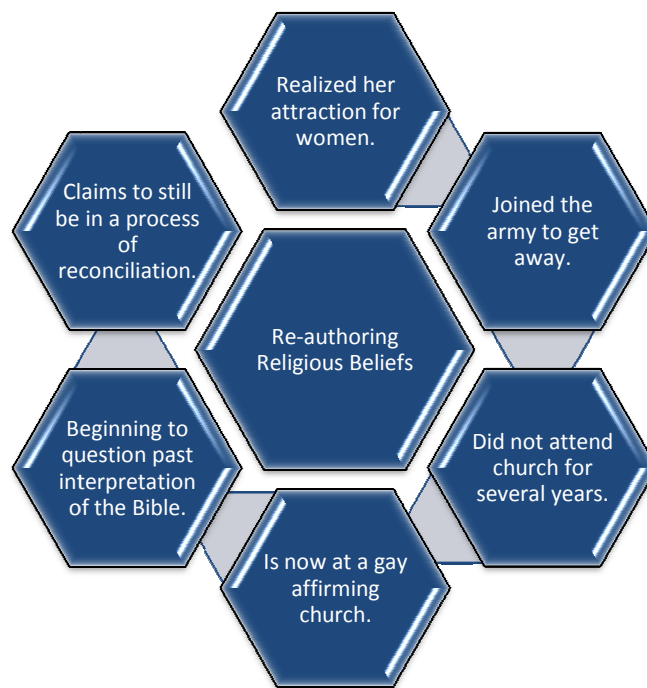 Realized her
attraction for
women.
Joined the
army to get
away.
Did not attend
church for
several years.
Is now at a gay
affirming
church.
Beginning to
question past
interpretation
of the Bible.
Claims to still
be in a process
of
reconciliation.
Re-authoring
Religious Beliefs